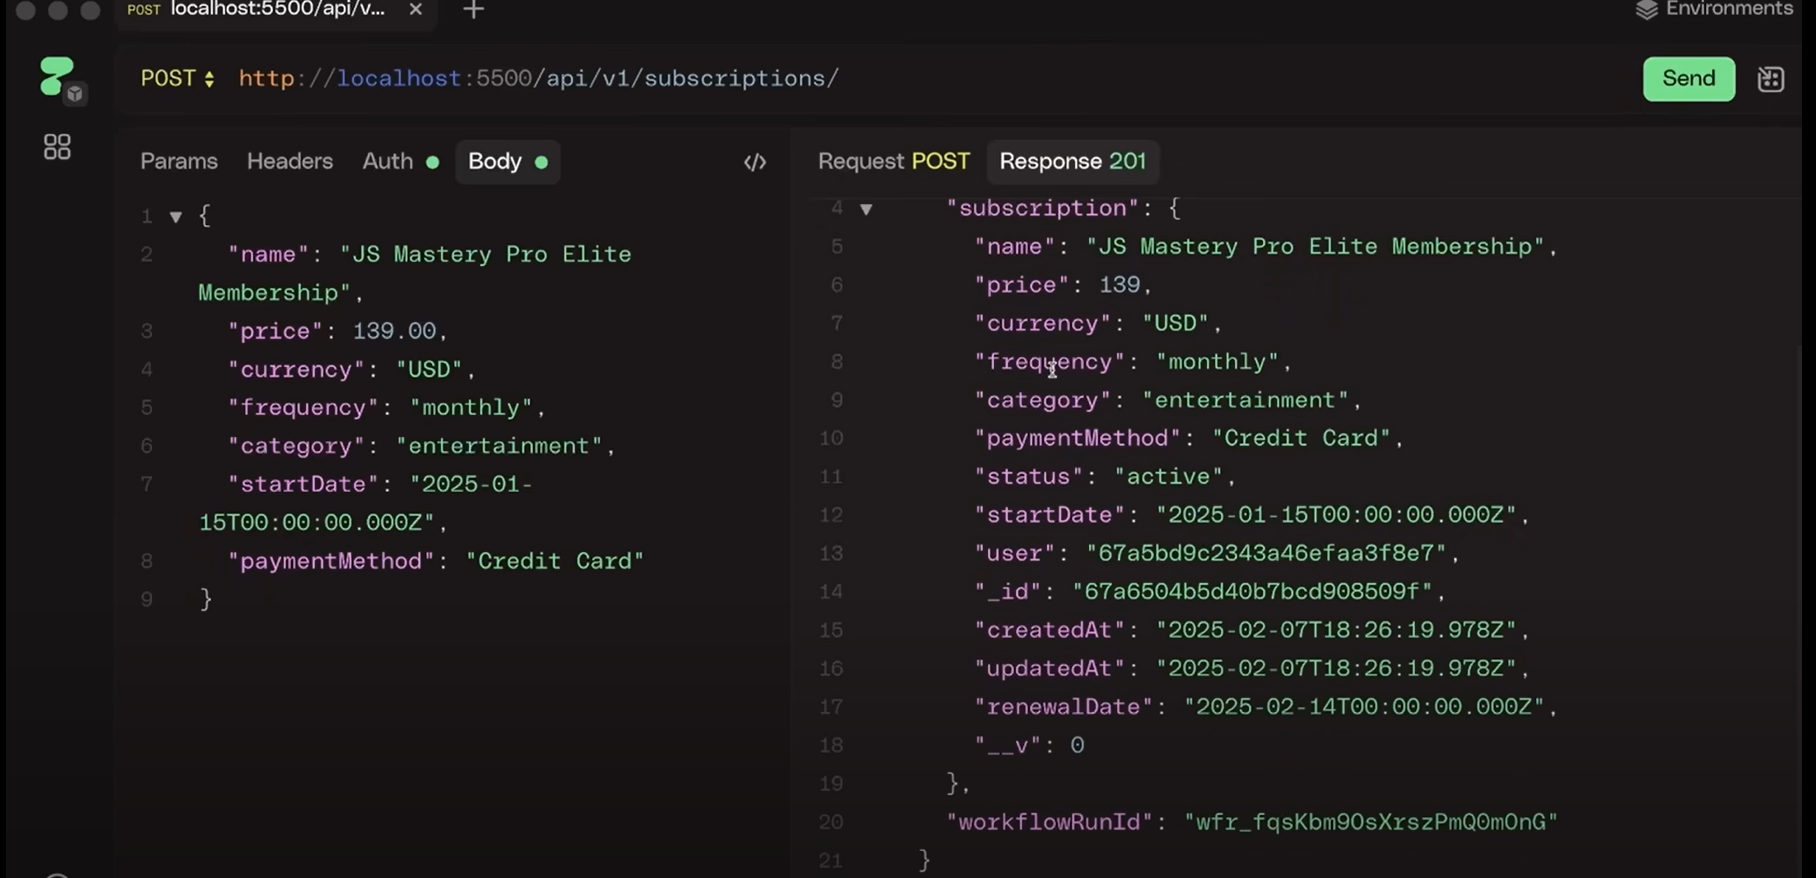 POST localhost:5500/api/v... × +
Environments
POST http://localhost:5500/api/v1/subscriptions/
Send
Params Headers Auth Body </>
1 {
2 "name": "JS Mastery Pro Elite
Membership",
3 "price": 139.00,
4 "currency": "USD",
5 "frequency": "monthly",
6 "category": "entertainment",
7 "startDate": "2025-01-
15T00:00:00.000Z",
8 "paymentMethod": "Credit Card"
9 }
Request POST Response 201
4 "subscription": {
5 "name": "JS Mastery Pro Elite Membership",
6 "price": 139,
7 "currency": "USD",
8 "frequency": "monthly",
9 "category": "entertainment",
10 "paymentMethod": "Credit Card",
11 "status": "active",
12 "startDate": "2025-01-15T00:00:00.000Z",
13 "user": "67a5bd9c2343a46efaa3f8e7",
14 "_id": "67a6504b5d40b7bcd908509f",
15 "createdAt": "2025-02-07T18:26:19.978Z",
16 "updatedAt": "2025-02-07T18:26:19.978Z",
17 "renewalDate": "2025-02-14T00:00:00.000Z",
18 "__v": 0
19 },
20 "workflowRunId": "wfr_fqsKbm9OsXrszPmQ0mOnG"
21 }